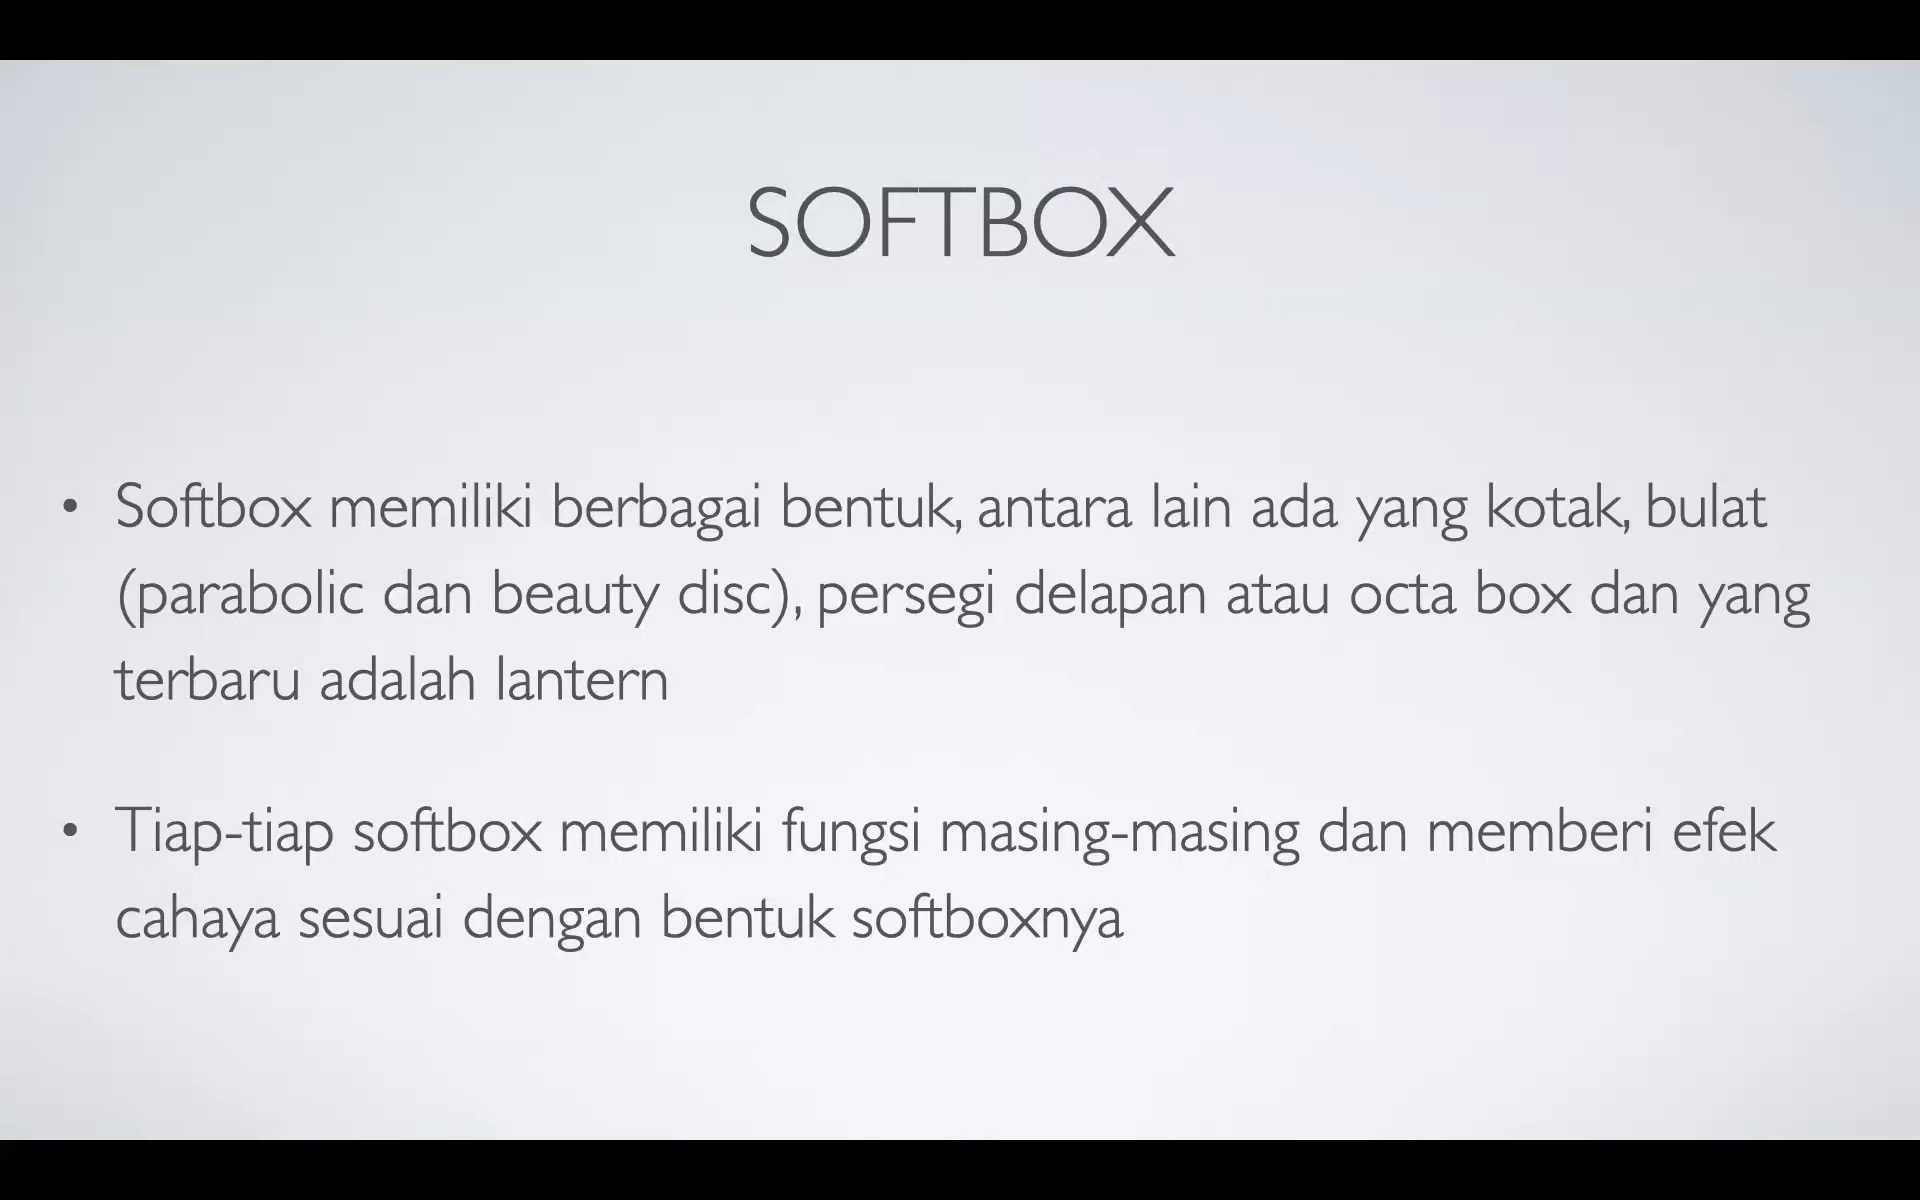 SOFTBOX
• Softbox memiliki berbagai bentuk, antara lain ada yang kotak, bulat
(parabolic dan beauty disc), persegi delapan atau octa box dan yang
terbaru adalah lantern
• Tiap-tiap softbox memiliki fungsi masing-masing dan memberi efek
cahaya sesuai dengan bentuk softboxnya